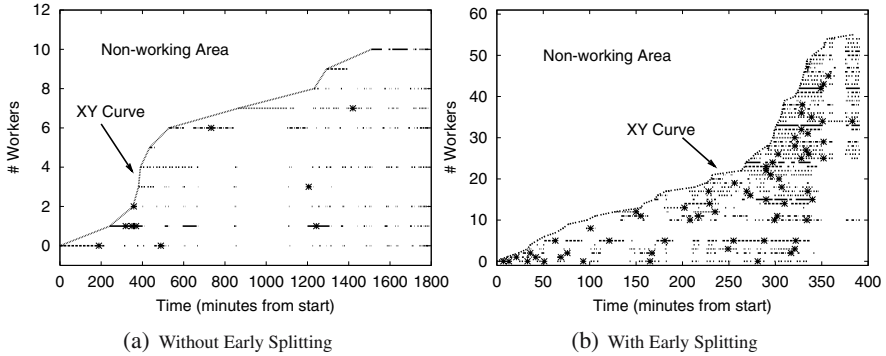 12
10
8
6
4
2
0
# Workers
Non-working Area
XY Curve
0 200 400 600 800 1000 1200 1400 1600 1800
Time (minutes from start)
(a) Without Early Splitting
60
50
40
30
20
10
0
# Workers
Non-working Area
XY Curve
0 50 100 150 200 250 300 350 400
Time (minutes from start)
(b) With Early Splitting